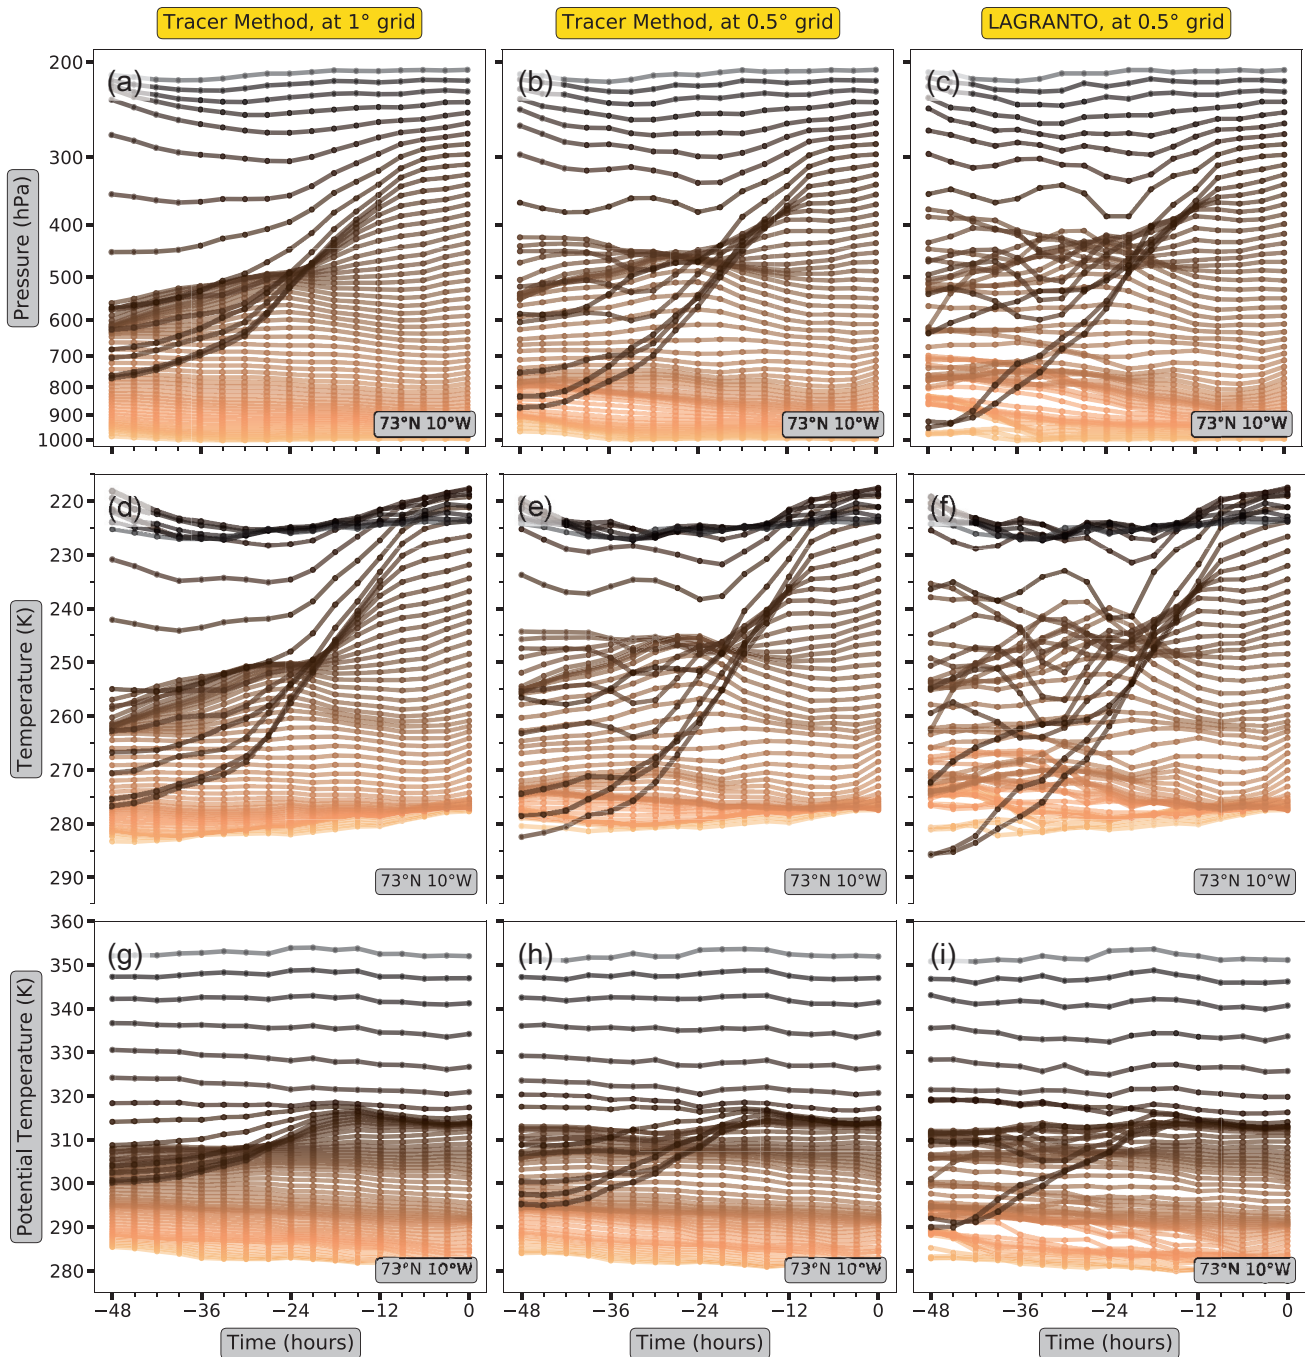 Tracer Method, at 1° grid
Tracer Method, at 0.5° grid
LAGRANTO, at 0.5° grid
Pressure (hPa)
200
300
400
500
600
700
800
900
1000
(a)
73°N 10°W
(b)
73°N 10°W
(c)
73°N 10°W
Temperature (K)
220
230
240
250
260
270
280
290
(d)
73°N 10°W
(e)
73°N 10°W
(f)
73°N 10°W
Potential Temperature (K)
360
350
340
330
320
310
300
290
280
(g)
73°N 10°W
(h)
73°N 10°W
(i)
73°N 10°W
−48 −36 −24 −12 0
−48 −36 −24 −12 0
−48 −36 −24 −12 0
Time (hours)
Time (hours)
Time (hours)